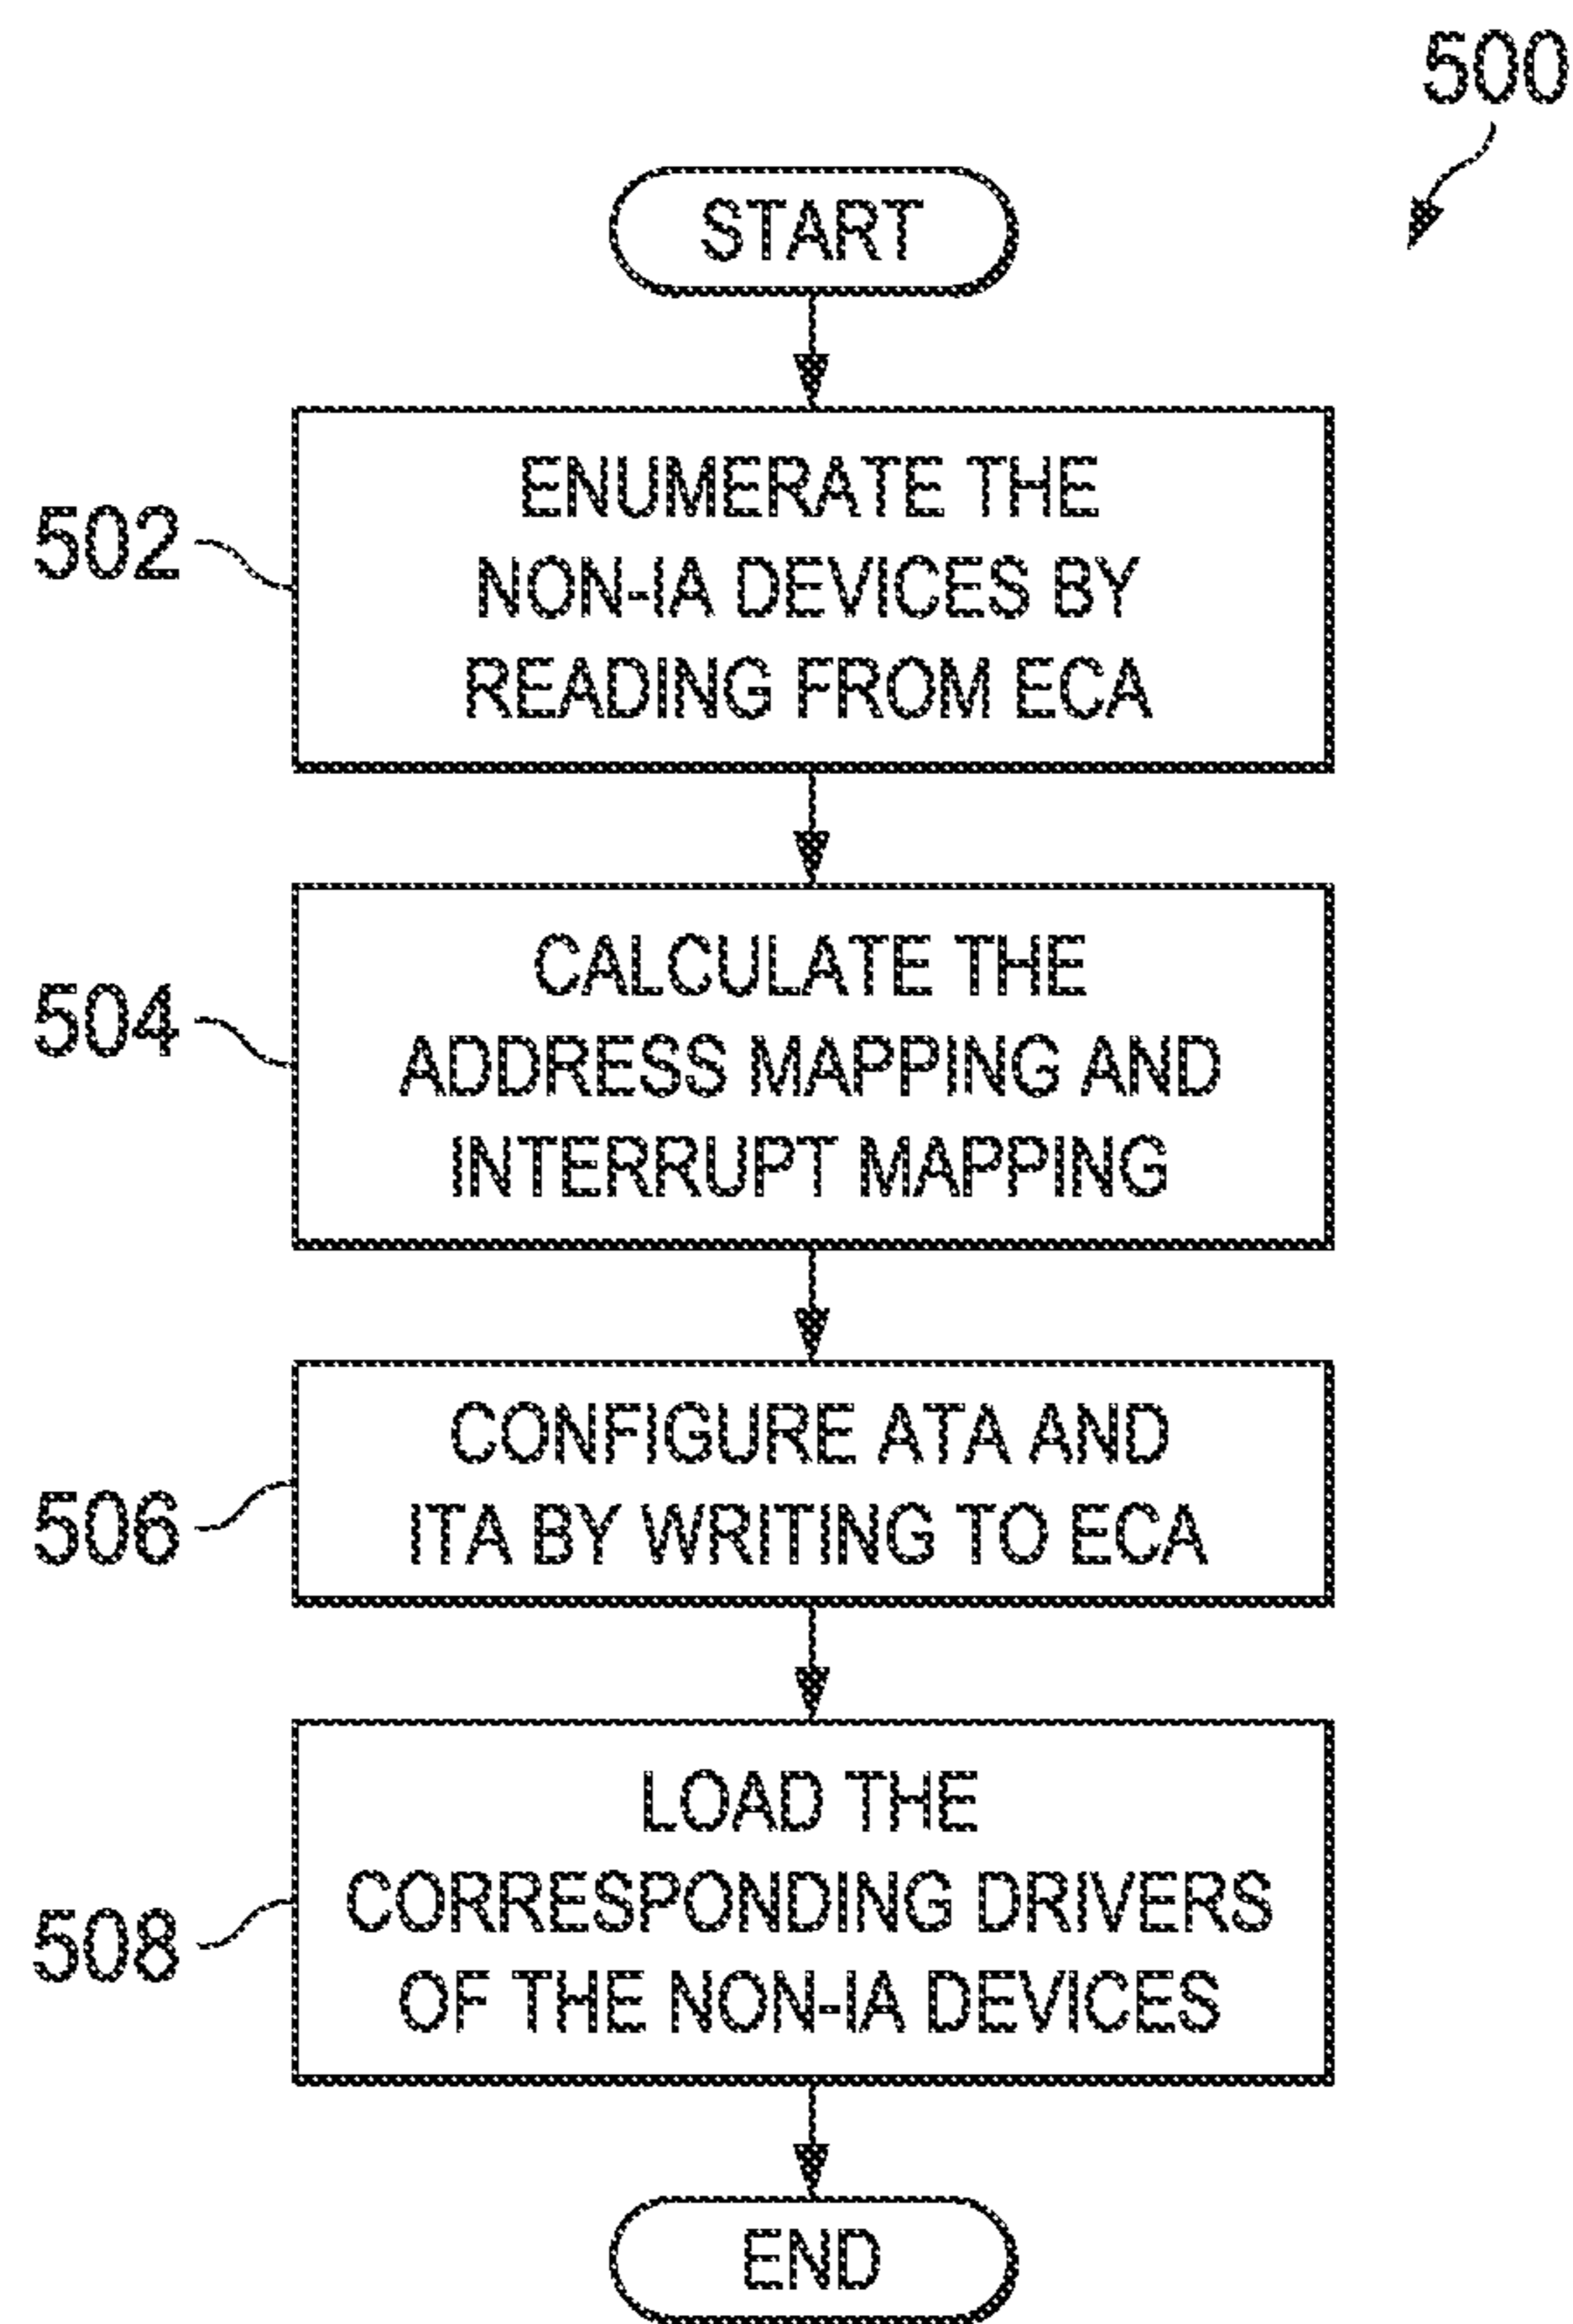 500
START
ENUMERATE THE
NON-IA DEVICES BY
READING FROM ECA
502
CALCULATE THE
ADDRESS MAPPING AND
INTERRUPT MAPPING
504
CONFIGURE ATA AND
ITA BY WRITING TO ECA
506
LOAD THE
CORRESPONDING DRIVERS
OF THE NON-IA DEVICES
508
END